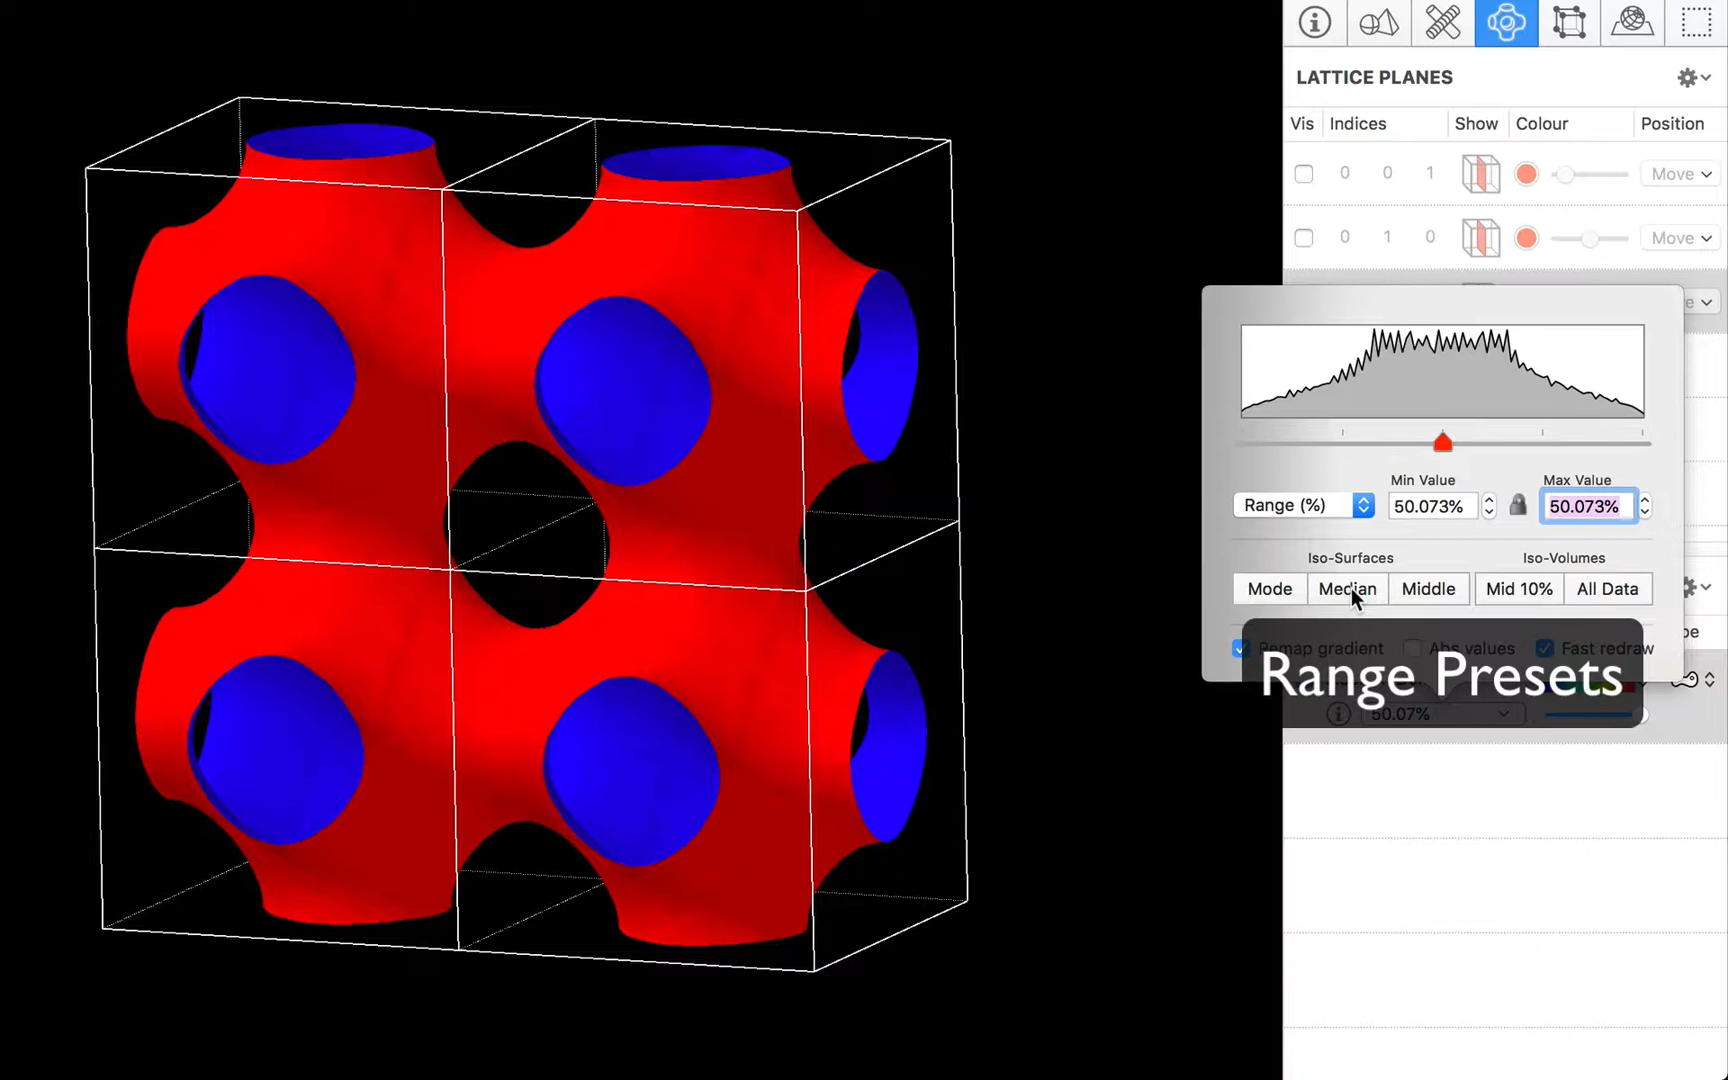 LATTICE PLANES
Vis Indices Show Colour Position
0 0 1 Move
0 1 0 Move
e
Min Value Max Value
Range (%) 50.073% 50.073%
Iso-Surfaces Iso-Volumes
Mode Median Middle Mid 10% All Data
pe
Remap gradient Abs values Fast redraw
Range Presets
50.07%